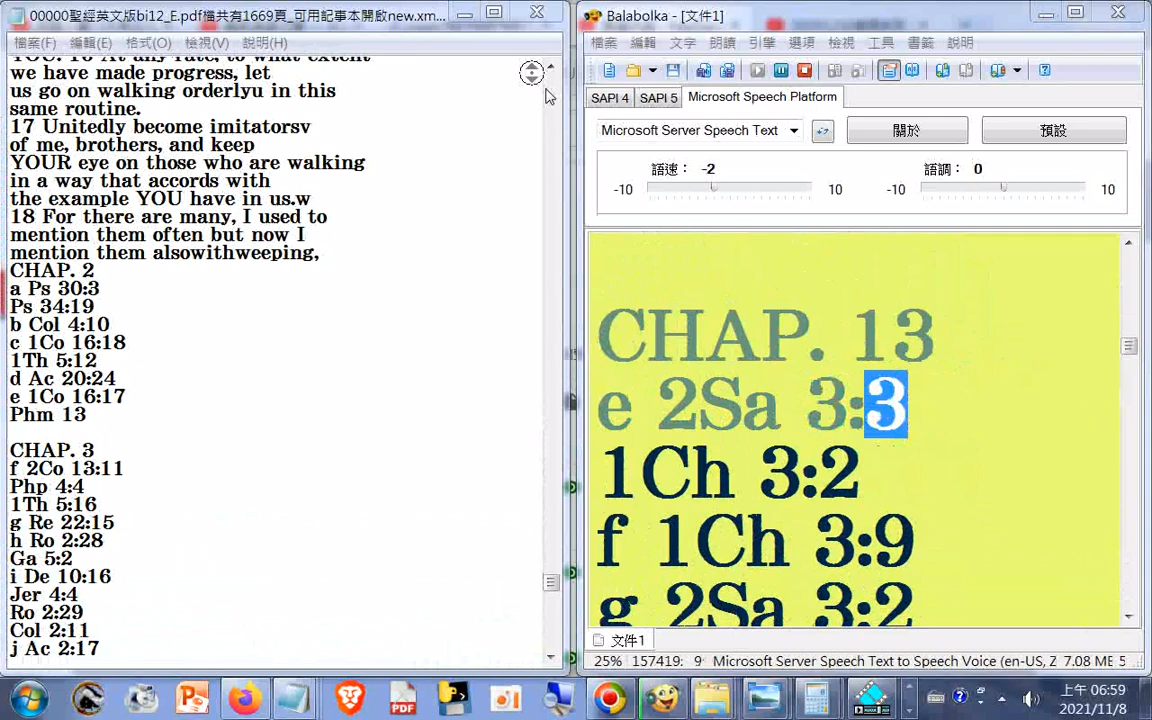 00000聖經英文版bi12_E.pdf檔共有1669頁_可用記事本開啟new.xm...
檔案(F) 編輯(E) 格式(O) 檢視(V) 說明(H)
YOU. 16 At any rate, to what extent
we have made progress, let
us go on walking orderlyu in this
same routine.
17 Unitedly become imitatorsv
of me, brothers, and keep
YOUR eye on those who are walking
in a way that accords with
the example YOU have in us.w
18 For there are many, I used to
mention them often but now I
mention them alsowithweeping,
CHAP. 2
a Ps 30:3
Ps 34:19
b Col 4:10
c 1Co 16:18
1Th 5:12
d Ac 20:24
e 1Co 16:17
Phm 13
CHAP. 3
f 2Co 13:11
Php 4:4
1Th 5:16
g Re 22:15
h Ro 2:28
Ga 5:2
i De 10:16
Jer 4:4
Ro 2:29
Col 2:11
j Ac 2:17
Balabolka - [文件1]
檔案 編輯 文字 朗讀 引擎 選項 檢視 工具 書籤 說明
SAPI 4 SAPI 5 Microsoft Speech Platform
Microsoft Server Speech Text 關於 預設
語速： -2 語調： 0
-10 10 -10 10
CHAP. 13
e 2Sa 3:3
1Ch 3:2
f 1Ch 3:9
g 2Sa 3:2
文件1
25% 157419: 9 Microsoft Server Speech Text to Speech Voice (en-US, Z 7.08 MB 5
PDF
上午 06:59
2021/11/8